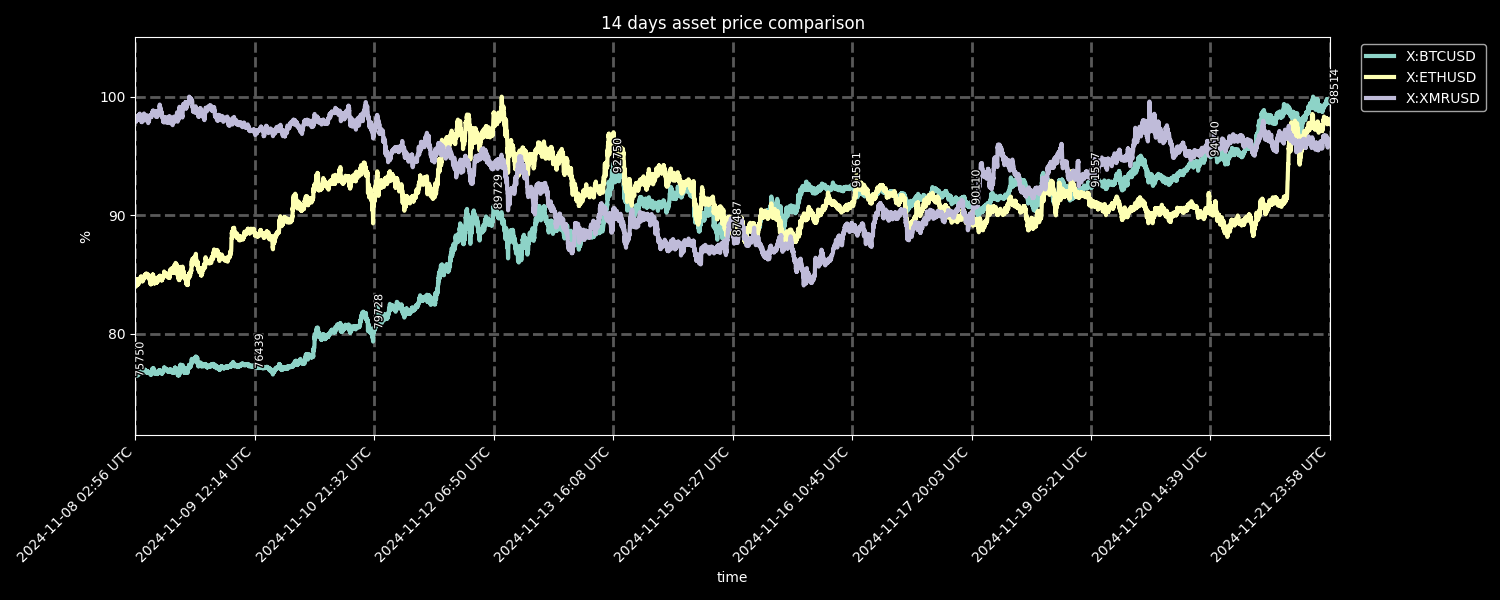 14 days asset price comparison
X:BTCUSD
X:ETHUSD
X:XMRUSD
100
90
80
%
75750
76439
79728
89729
92750
87487
91561
90110
91557
94140
98514
2024-11-08 02:56 UTC
2024-11-09 12:14 UTC
2024-11-10 21:32 UTC
2024-11-12 06:50 UTC
2024-11-13 16:08 UTC
2024-11-15 01:27 UTC
2024-11-16 10:45 UTC
2024-11-17 20:03 UTC
2024-11-19 05:21 UTC
2024-11-20 14:39 UTC
2024-11-21 23:58 UTC
time